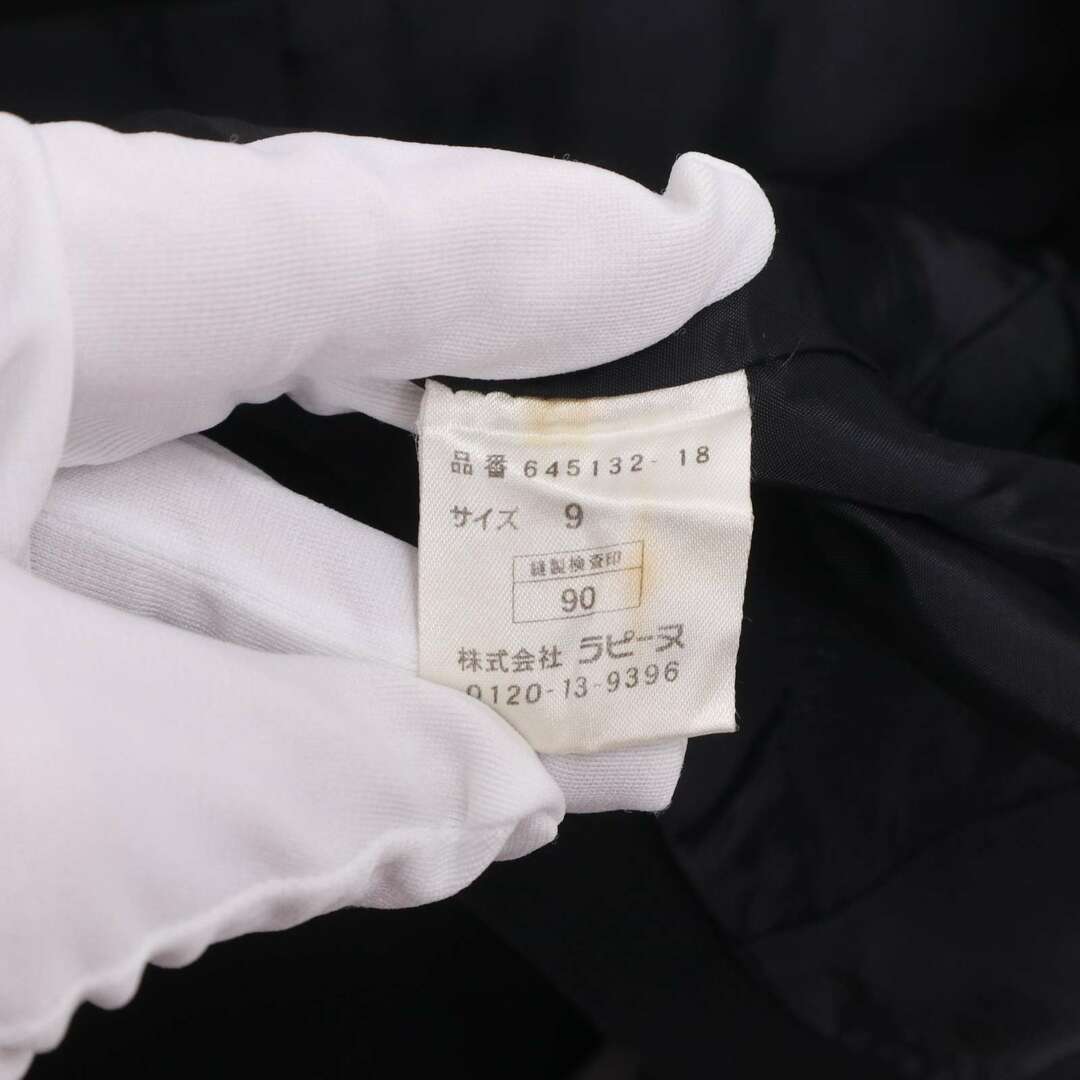 品番 645132-18
サイズ 9
縫製検査印
90
株式会社 ラピーヌ
0120-13-9396